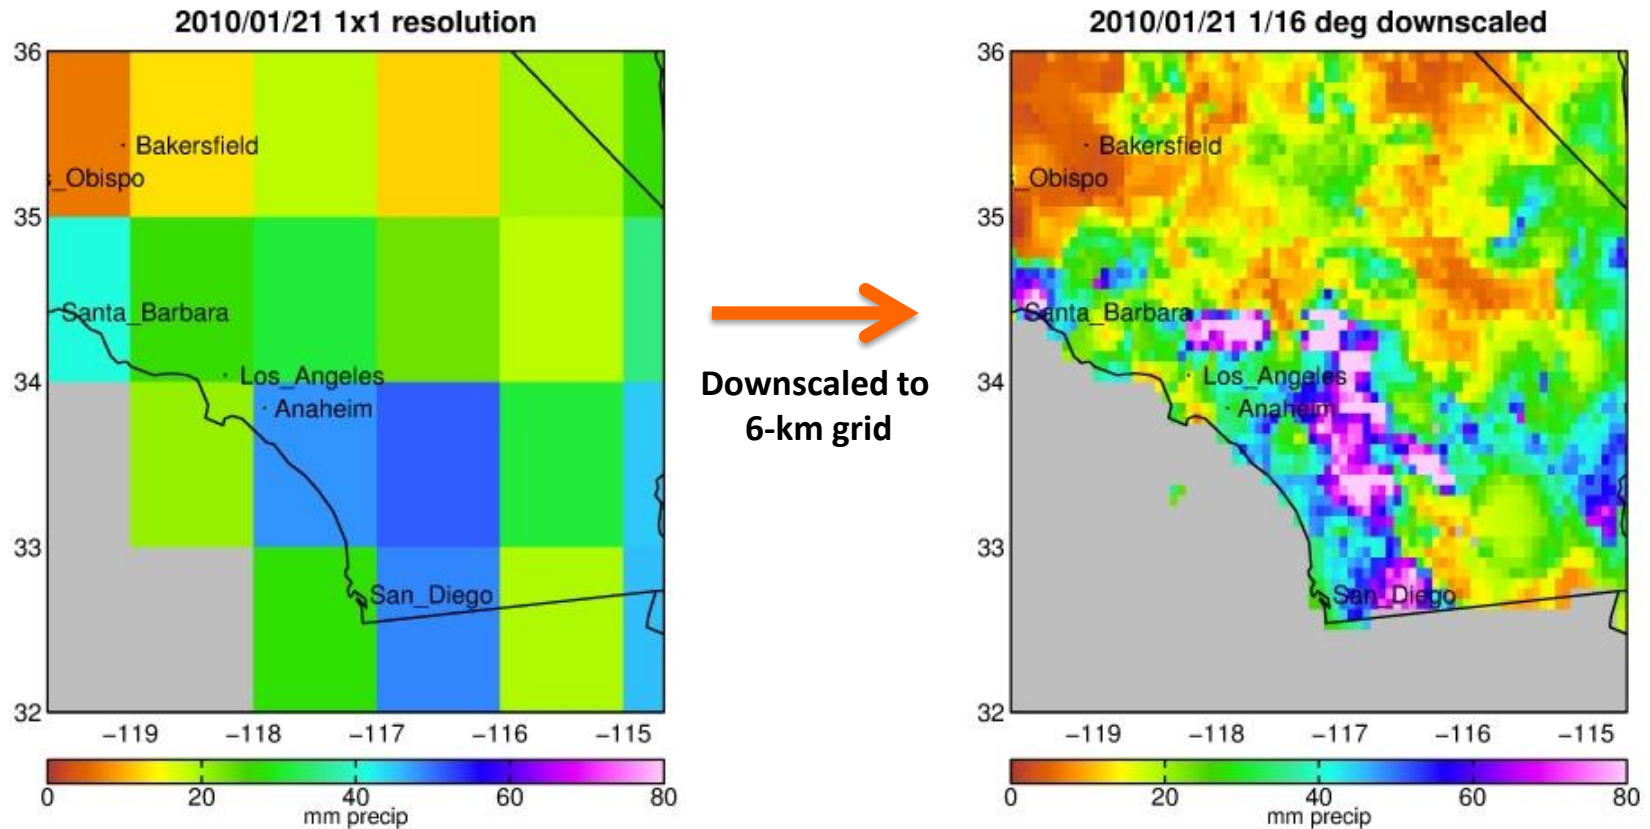 2010/01/21 1x1 resolution
36
35
34
33
32
Bakersfield
s_Obispo
Santa_Barbara
Los_Angeles
Anaheim
San_Diego
−119 −118 −117 −116 −115
0 20 40 60 80
mm precip
Downscaled to
6-km grid
2010/01/21 1/16 deg downscaled
36
35
34
33
32
Bakersfield
s_Obispo
Santa_Barbara
Los_Angeles
Anaheim
San_Diego
−119 −118 −117 −116 −115
0 20 40 60 80
mm precip